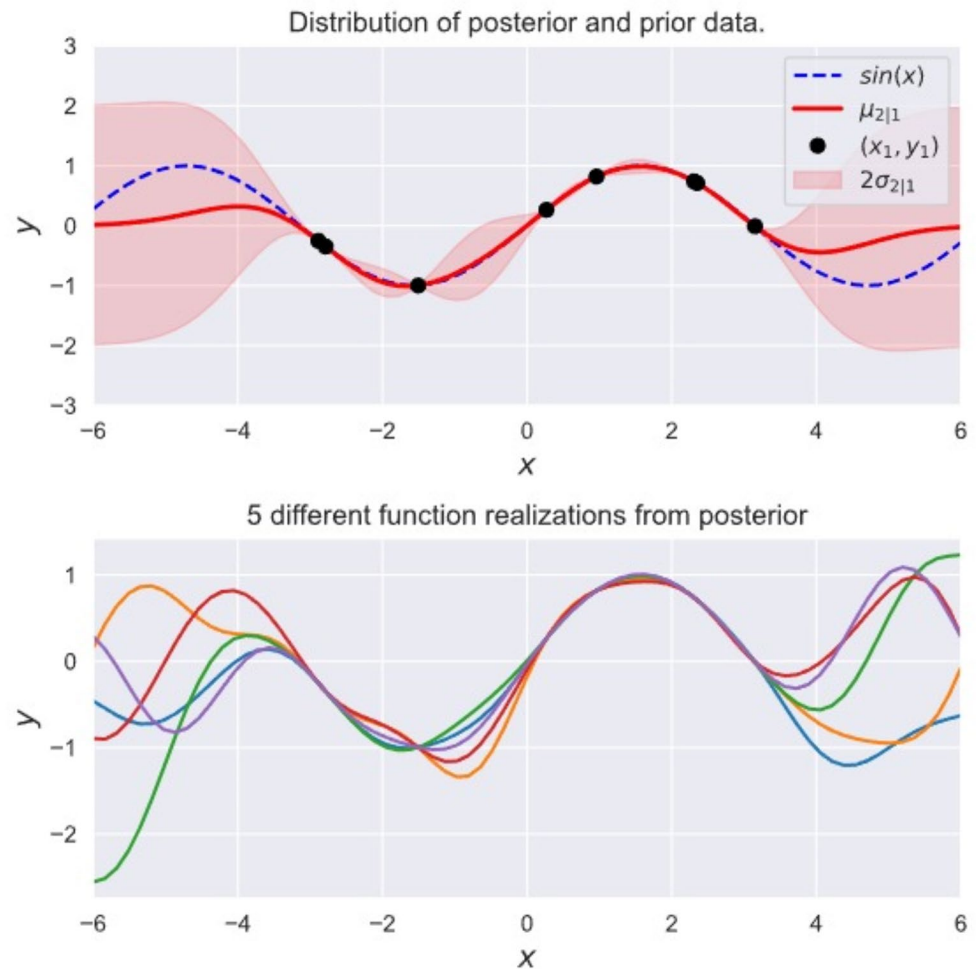 Distribution of posterior and prior data.
3
2
1
0
−1
−2
−3
y
sin(x)
μ2|1
(x1, y1)
2σ2|1
−6 −4 −2 0 2 4 6
x
5 different function realizations from posterior
1
0
−1
−2
y
−6 −4 −2 0 2 4 6
x